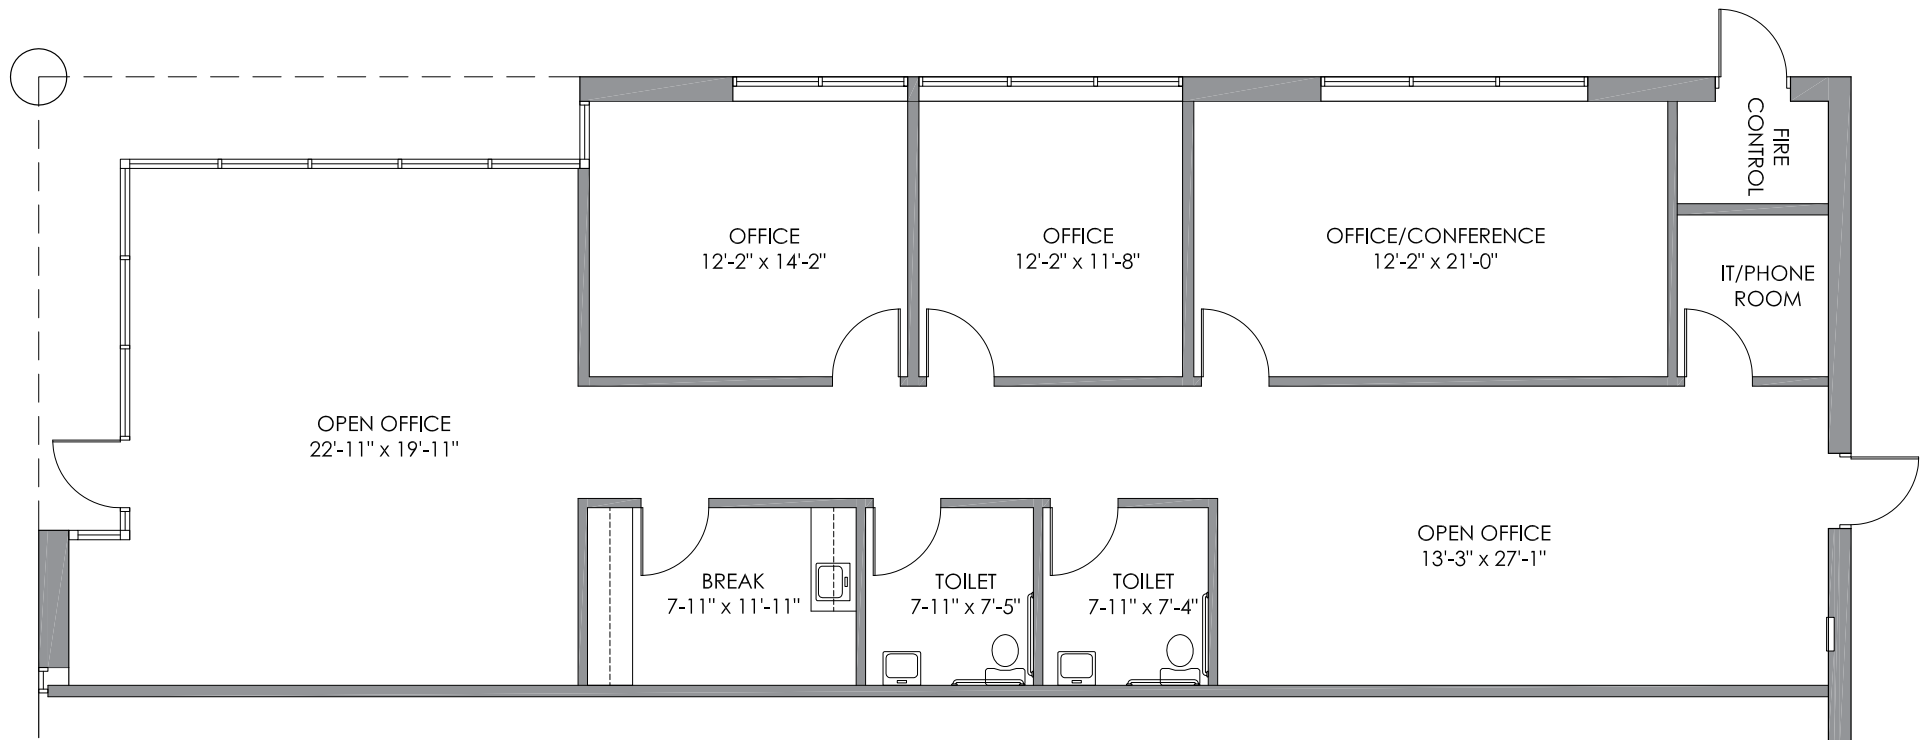 FIRE
CONTROL
OFFICE
12'-2" x 14'-2"
OFFICE
12'-2" x 11'-8"
OFFICE/CONFERENCE
12'-2" x 21'-0"
IT/PHONE
ROOM
OPEN OFFICE
22'-11" x 19'-11"
OPEN OFFICE
13'-3" x 27'-1"
BREAK
7-11" x 11'-11"
TOILET
7-11" x 7'-5"
TOILET
7-11" x 7'-4"